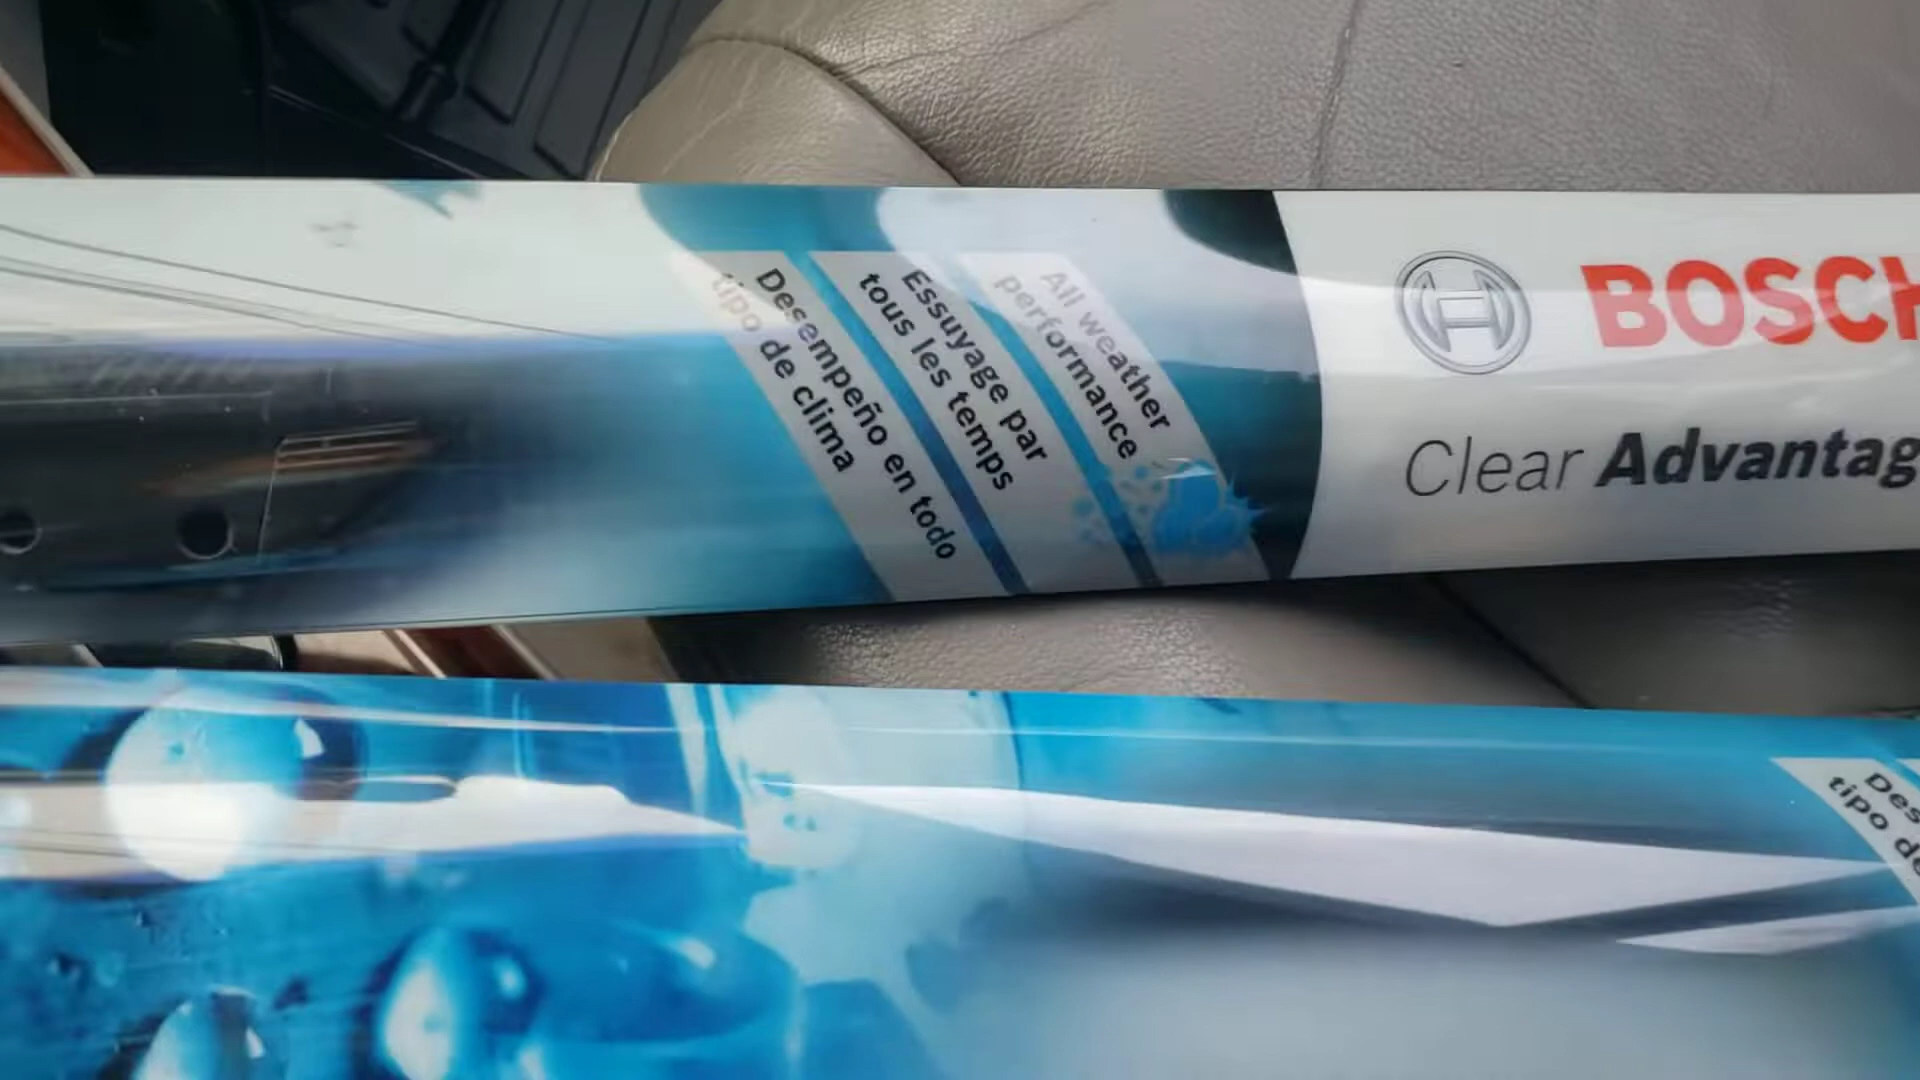 Desempeño en todo
tipo de clima
Essuyage par
tous les temps
All weather
performance
BOSCH
Clear Advantag
Des
tipo de